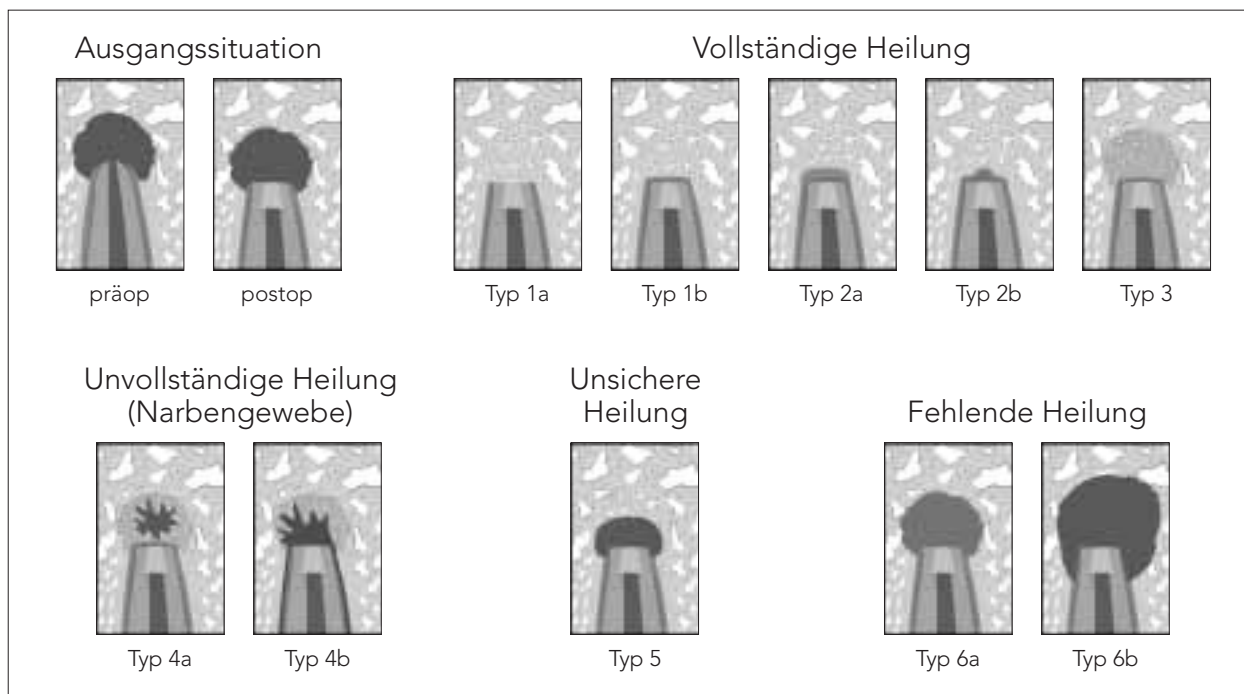 Ausgangssituation
Vollständige Heilung
präop
postop
Typ 1a
Typ 1b
Typ 2a
Typ 2b
Typ 3
Unvollständige Heilung
(Narbengewebe)
Unsichere
Heilung
Fehlende Heilung
Typ 4a
Typ 4b
Typ 5
Typ 6a
Typ 6b